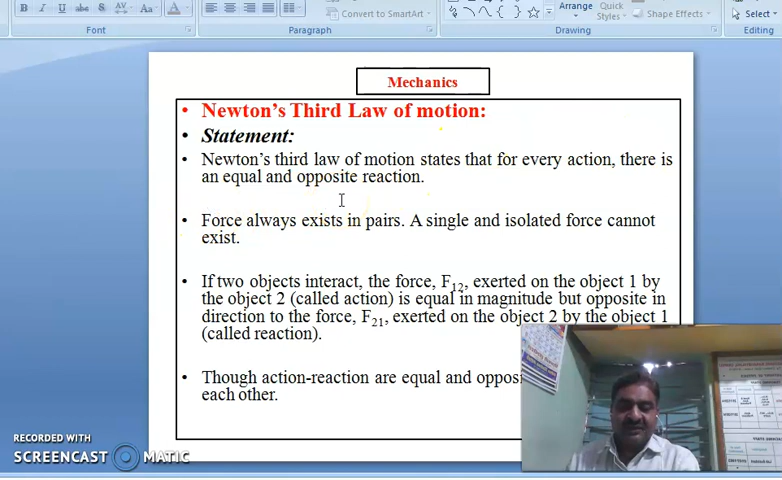 B I U S abc AV Aa A
Convert to SmartArt
Arrange
Quick
Styles
Shape Effects
Select
Font
Paragraph
Drawing
Editing
Mechanics
• Newton's Third Law of motion:
• Statement:
• Newton's third law of motion states that for every action, there is
an equal and opposite reaction.
• Force always exists in pairs. A single and isolated force cannot
exist.
• If two objects interact, the force, F12, exerted on the object 1 by
the object 2 (called action) is equal in magnitude but opposite in
direction to the force, F21, exerted on the object 2 by the object 1
(called reaction).
• Though action-reaction are equal and opposi
each other.
RECORDED WITH
SCREENCAST MATIC